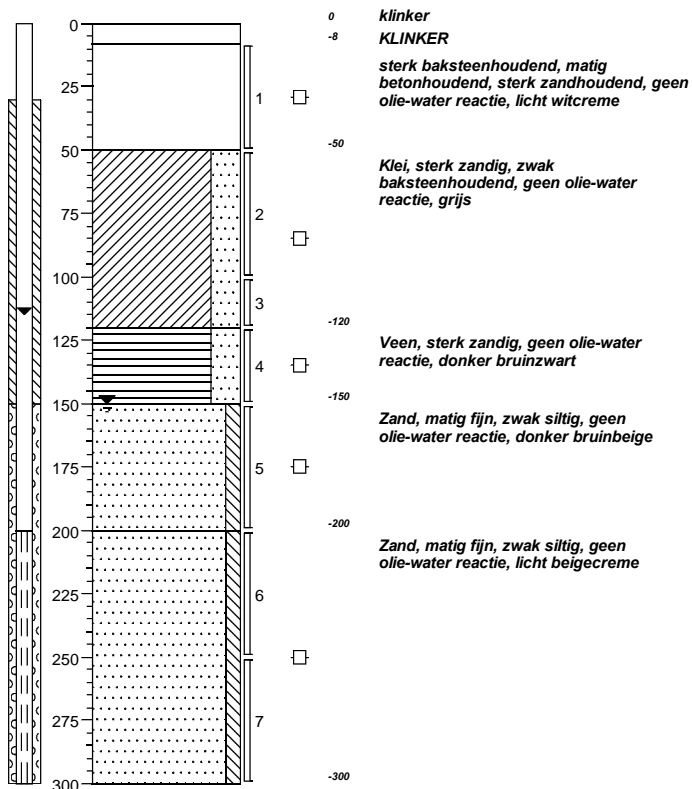 0
25
50
75
100
125
150
175
200
225
250
275
300
1
2
3
4
5
6
7
0 klinker
-8 KLINKER
sterk baksteenhoudend, matig
betonhoudend, sterk zandhoudend, geen
olie-water reactie, licht witcreme
-50
Klei, sterk zandig, zwak
baksteenhoudend, geen olie-water
reactie, grijs
-120
Veen, sterk zandig, geen olie-water
reactie, donker bruinzwart
-150
Zand, matig fijn, zwak siltig, geen
olie-water reactie, donker bruinbeige
-200
Zand, matig fijn, zwak siltig, geen
olie-water reactie, licht beigecreme
-300